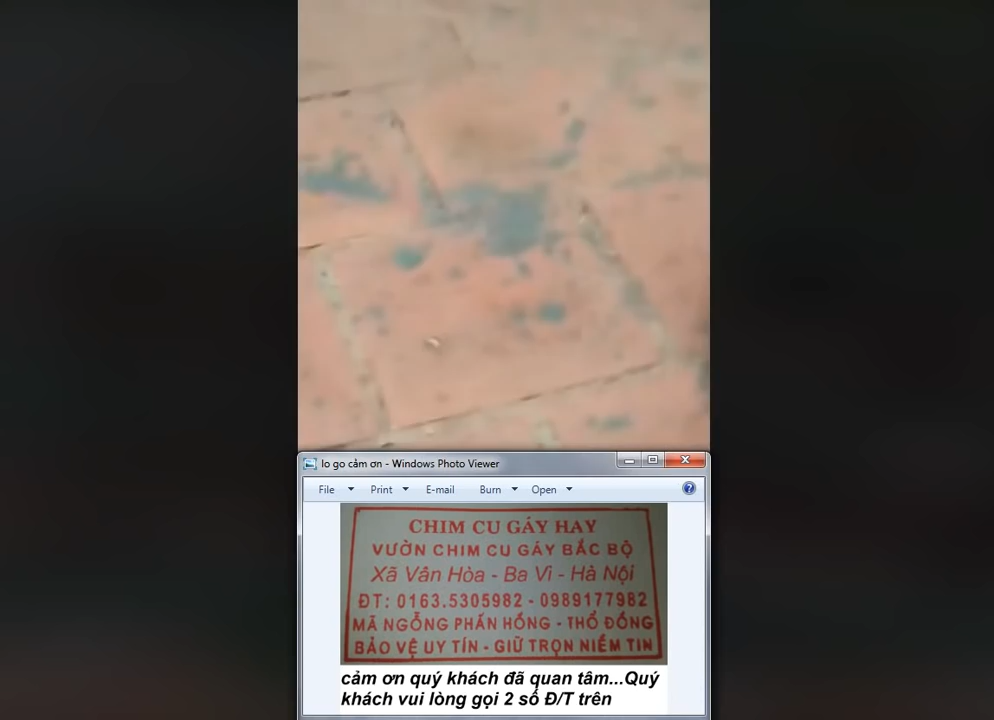 lo go cảm ơn - Windows Photo Viewer
File Print E-mail Burn Open
CHIM CU GÁY HAY
VƯỜN CHIM CU GÁY BẮC BỘ
Xã Vân Hòa - Ba Vì - Hà Nội
ĐT: 0163.5305982 - 0989177982
MÃ NGỖNG PHẤN HỒNG - THỔ ĐỒNG
BẢO VỆ UY TÍN - GIỮ TRỌN NIỀM TIN
cảm ơn quý khách đã quan tâm...Quý
khách vui lòng gọi 2 số Đ/T trên